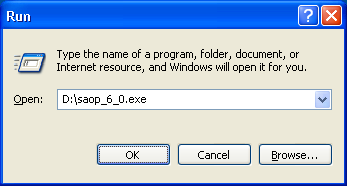 Run
Type the name of a program, folder, document, or
Internet resource, and Windows will open it for you.
Open: D:\saop_6_0.exe
OK Cancel Browse...